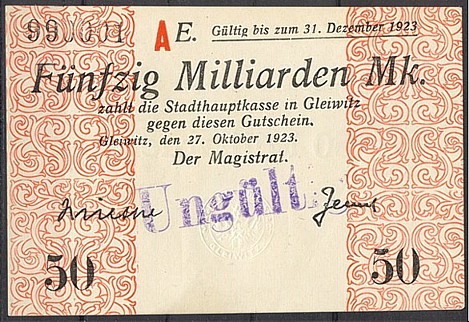 990001 A E. Gültig bis zum 31. Dezember 1923
Fünfzig Milliarden Mk.
zahlt die Stadthauptkasse in Gleiwitz
gegen diesen Gutschein.
Gleiwitz, den 27. Oktober 1923.
Der Magistrat.
Ungült
50 50